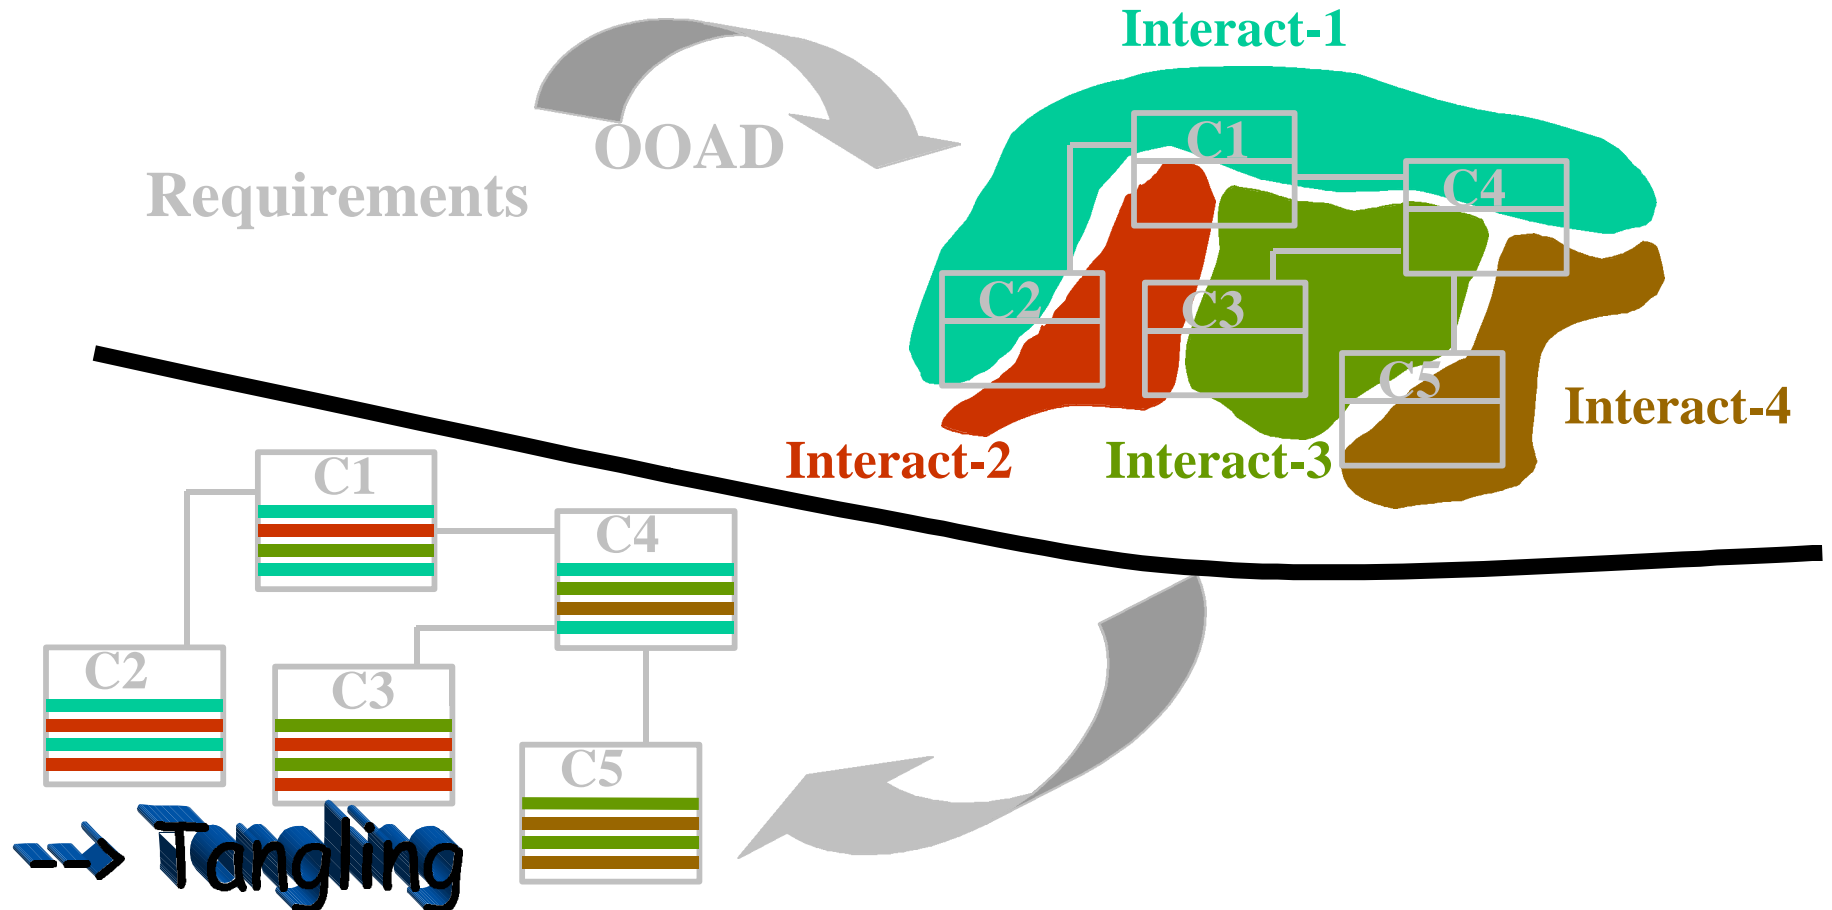 Interact-1
OOAD
Requirements
C1
C4
C2
C3
C5
Interact-4
Interact-2
Interact-3
C1
C4
C2
C3
C5
Tangling